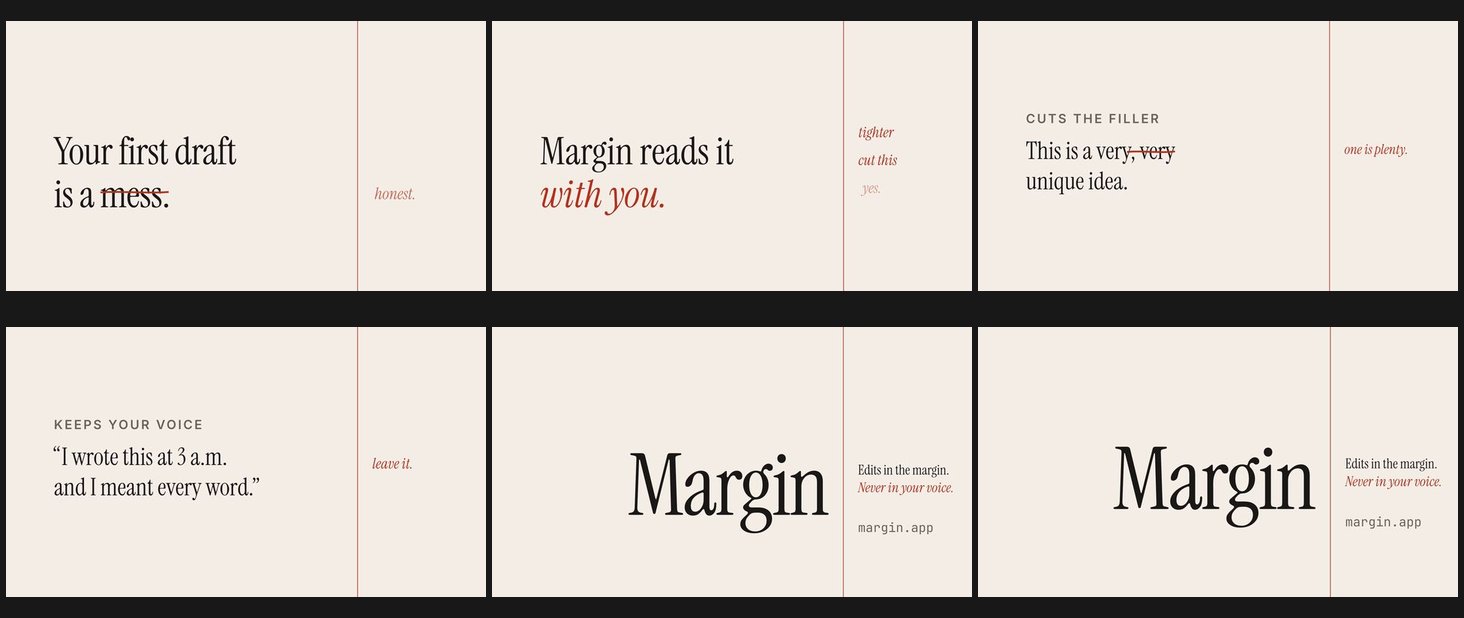 Your first draft
is a mess.
honest.
Margin reads it
with you.
tighter
cut this
yes.
CUTS THE FILLER
This is a very, very
unique idea.
one is plenty.
KEEPS YOUR VOICE
“I wrote this at 3 a.m.
and I meant every word.”
leave it.
Margin
Edits in the margin.
Never in your voice.
margin.app
Margin
Edits in the margin.
Never in your voice.
margin.app